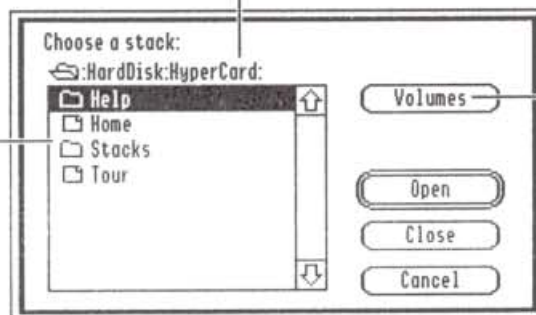 Choose a stack:
:HardDisk:HyperCard:
Help
Home
Stacks
Tour
Volumes
Open
Close
Cancel